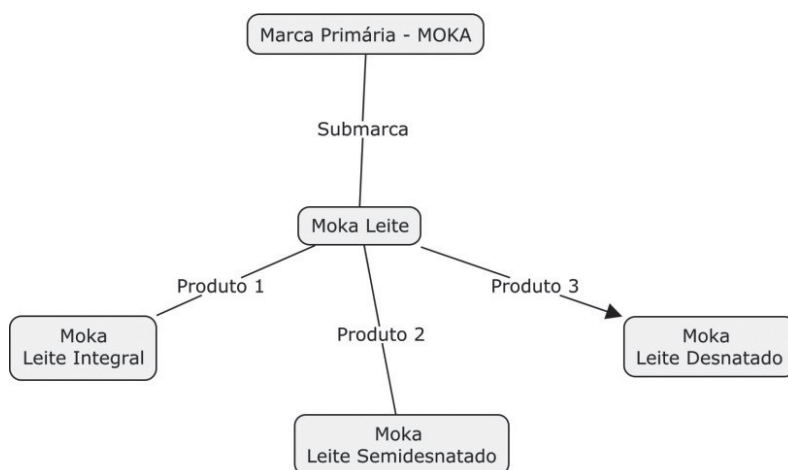 Marca Primária - MOKA
Submarca
Moka Leite
Produto 1
Produto 3
Produto 2
Moka
Leite Integral
Moka
Leite Desnatado
Moka
Leite Semidesnatado